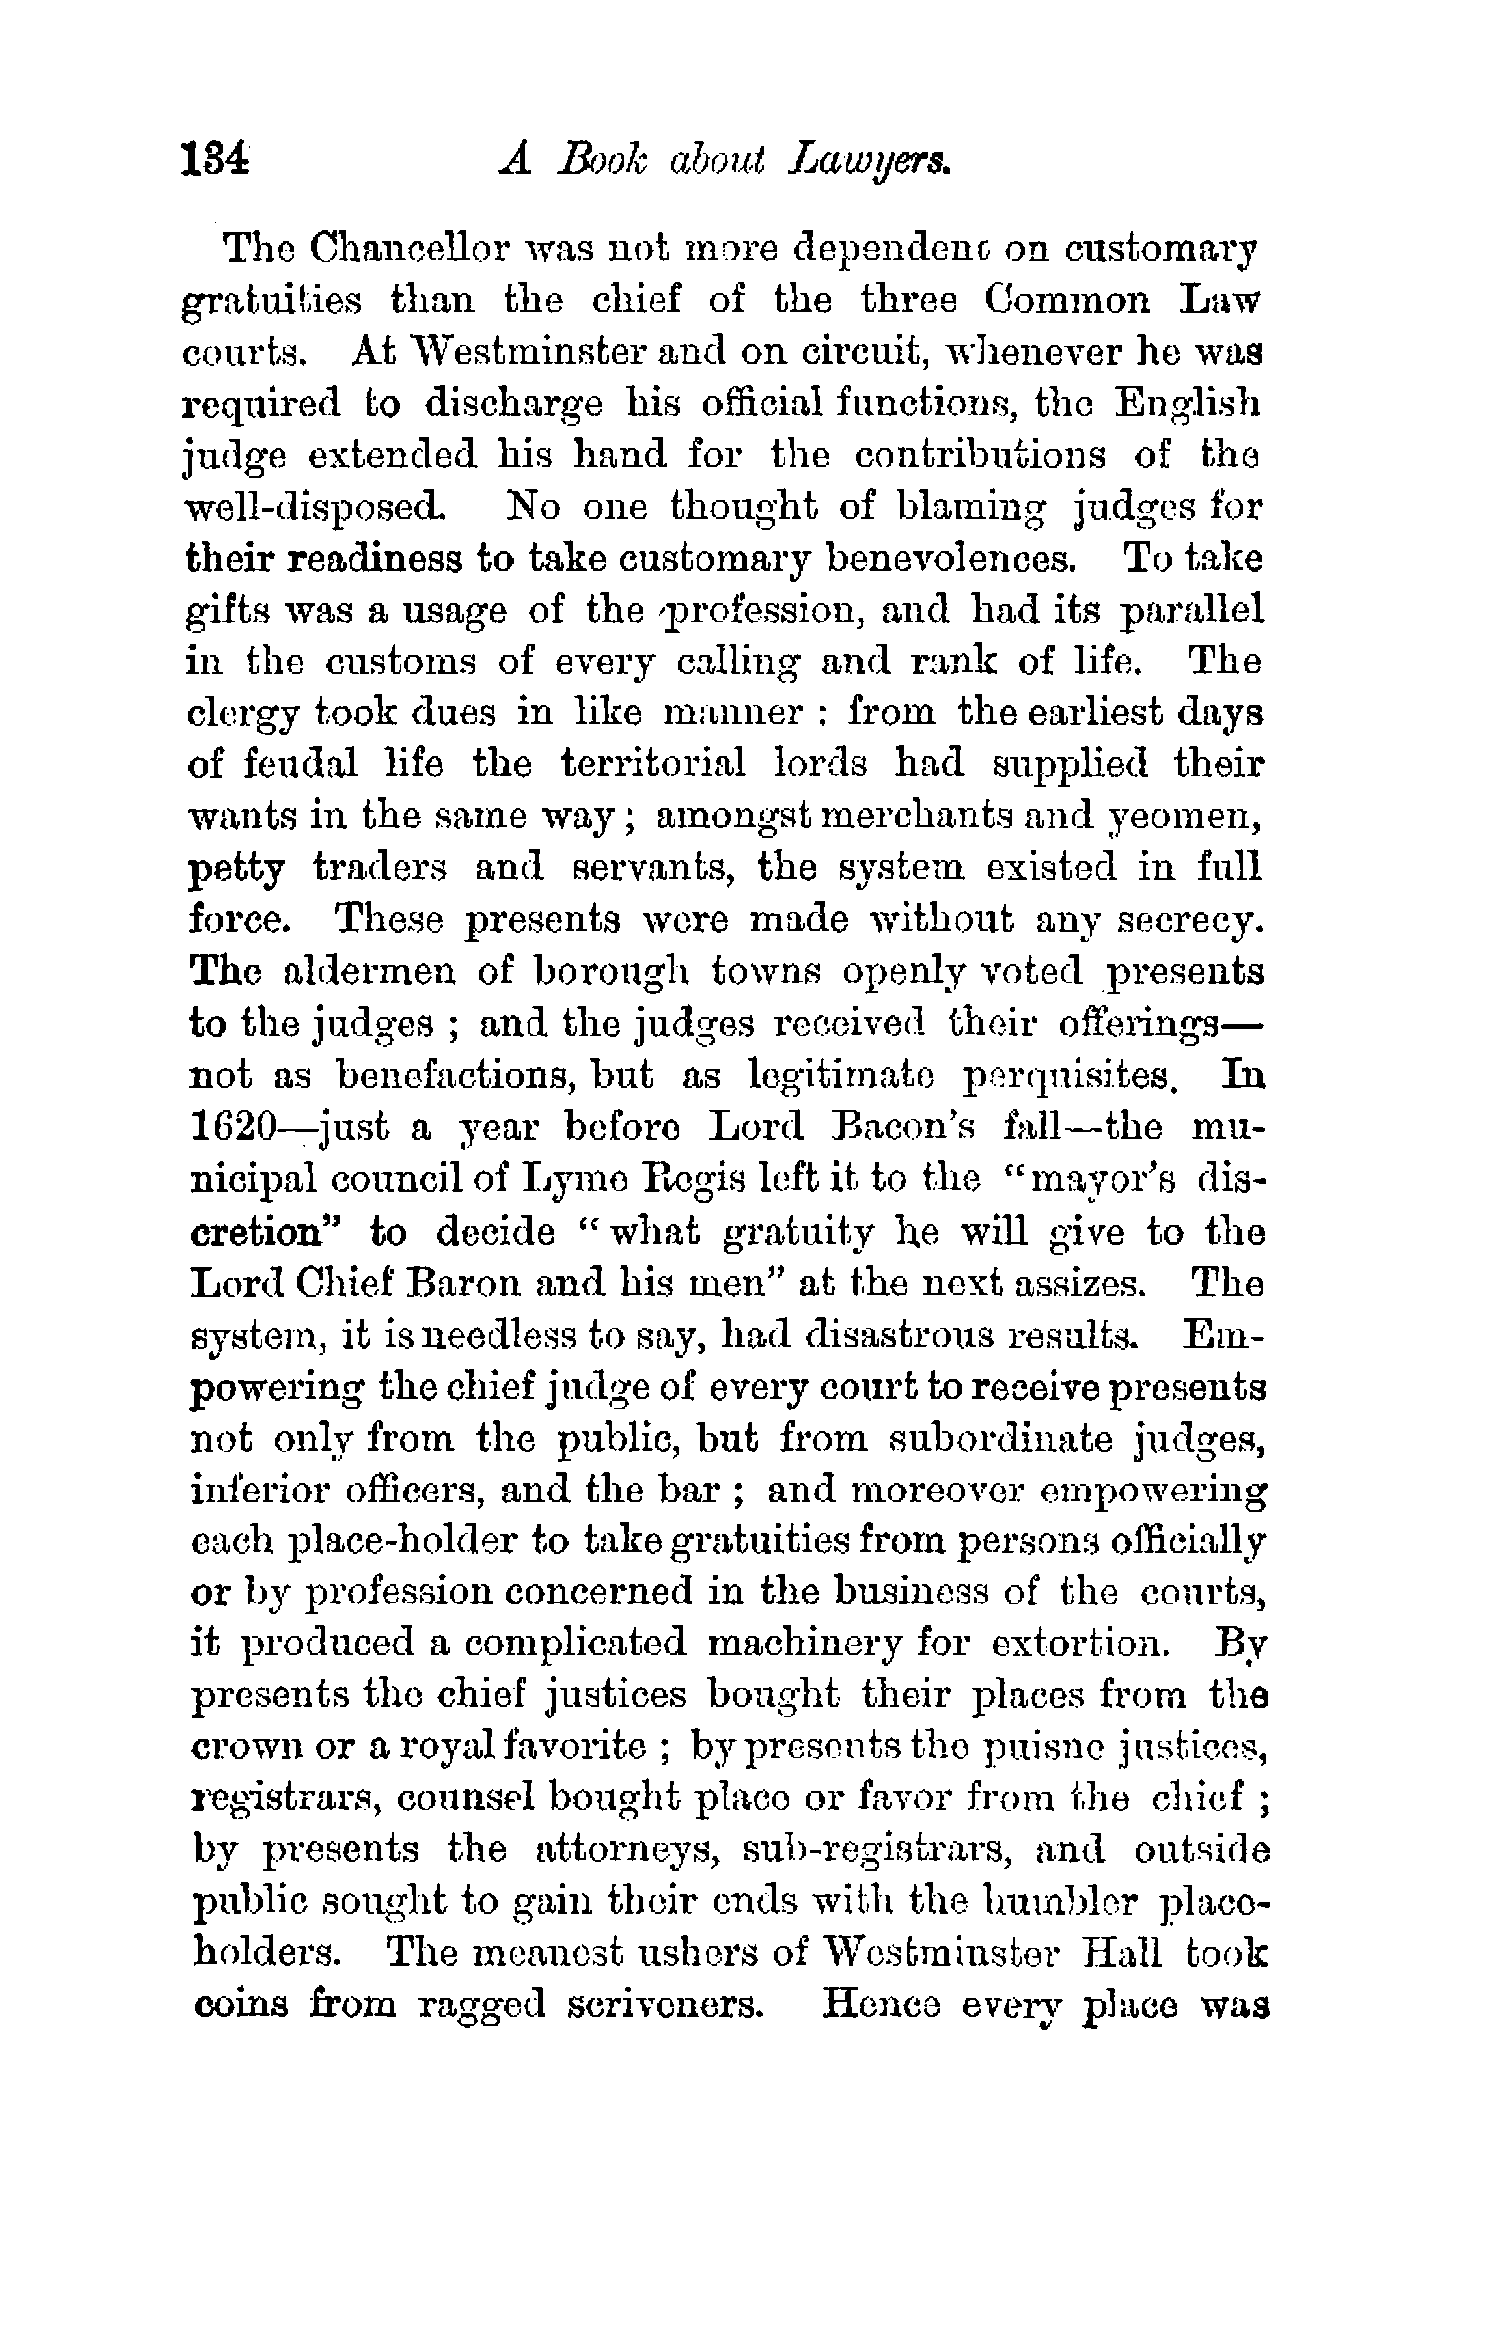 134 A Book about Lawyers.
The Chancellor was not more dependent on customary
gratuities than the chief of the three Common Law
courts. At Westminster and on circuit, whenever he was
required to discharge his official functions, the English
judge extended his hand for the contributions of the
well-disposed. No one thought of blaming judges for
their readiness to take customary benevolences. To take
gifts was a usage of the profession, and had its parallel
in the customs of every calling and rank of life. The
clergy took dues in like manner : from the earliest days
of feudal life the territorial lords had supplied their
wants in the same way ; amongst merchants and yeomen,
petty traders and servants, the system existed in full
force. These presents were made without any secrecy.
The aldermen of borough towns openly voted presents
to the judges ; and the judges received their offerings—
not as benefactions, but as legitimate perquisites. In
1620—just a year before Lord Bacon's fall—the mu-
nicipal council of Lyme Regis left it to the "mayor's dis-
cretion" to decide "what gratuity he will give to the
Lord Chief Baron and his men" at the next assizes. The
system, it is needless to say, had disastrous results. Em-
powering the chief judge of every court to receive presents
not only from the public, but from subordinate judges,
inferior officers, and the bar ; and moreover empowering
each place-holder to take gratuities from persons officially
or by profession concerned in the business of the courts,
it produced a complicated machinery for extortion. By
presents the chief justices bought their places from the
crown or a royal favorite ; by presents the puisne justices,
registrars, counsel bought place or favor from the chief ;
by presents the attorneys, sub-registrars, and outside
public sought to gain their ends with the humbler place-
holders. The meanest ushers of Westminster Hall took
coins from ragged scriveners. Hence every place was